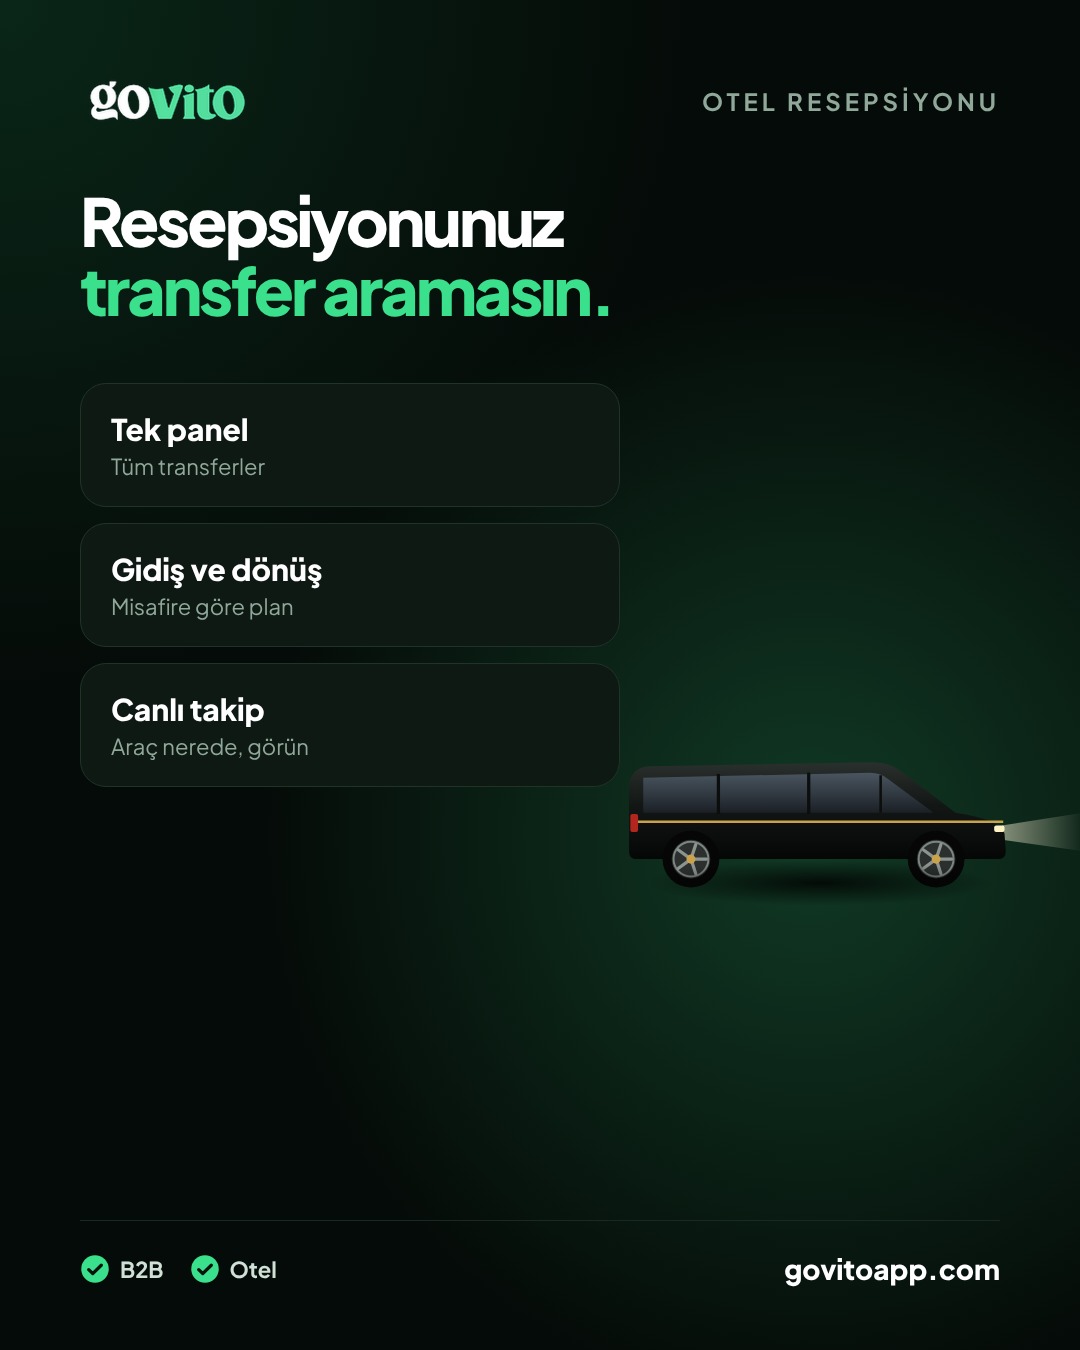 govito
OTEL RESEPSİYONU
Resepsiyonunuz
transfer aramasın.
Tek panel
Tüm transferler
Gidiş ve dönüş
Misafire göre plan
Canlı takip
Araç nerede, görün
B2B
Otel
govitoapp.com